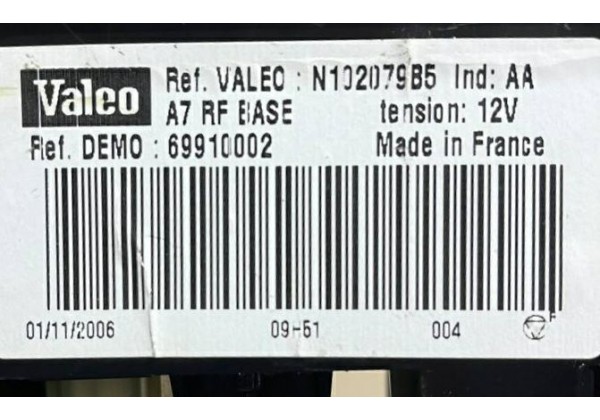 Valeo
Ref. VALEO : N102079B5 Ind: AA
A7 RF BASE tension: 12V
Ref. DEMO : 69910002 Made in France
01/11/2006 09-51 004 F